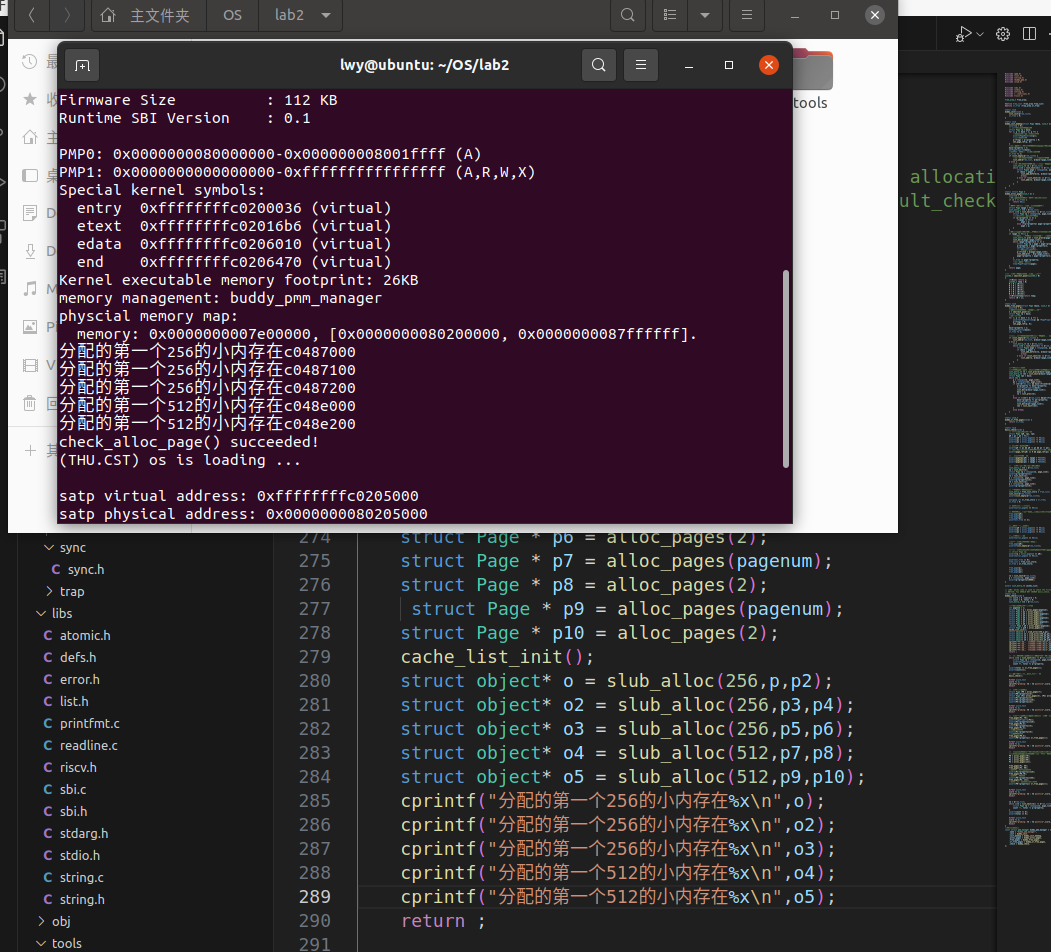 主文件夹
OS
lab2
lwy@ubuntu: ~/OS/lab2
tools
Firmware Size : 112 KB
Runtime SBI Version : 0.1
PMP0: 0x0000000080000000-0x000000008001ffff (A)
PMP1: 0x0000000000000000-0xffffffffffffffff (A,R,W,X)
Special kernel symbols:
entry 0xffffffffc0200036 (virtual)
etext 0xffffffffc02016b6 (virtual)
edata 0xffffffffc0206010 (virtual)
end 0xffffffffc0206470 (virtual)
Kernel executable memory footprint: 26KB
memory management: buddy_pmm_manager
physcial memory map:
memory: 0x0000000007e00000, [0x0000000080200000, 0x0000000087ffffff].
分配的第一个256的小内存在c0487000
分配的第一个256的小内存在c0487100
分配的第一个256的小内存在c0487200
分配的第一个512的小内存在c048e000
分配的第一个512的小内存在c048e200
check_alloc_page() succeeded!
(THU.CST) os is loading ...
satp virtual address: 0xffffffffc0205000
satp physical address: 0x0000000080205000
allocati
ult_check
sync
C sync.h
trap
libs
C atomic.h
C defs.h
C error.h
C list.h
C printfmt.c
C readline.c
C riscv.h
C sbi.c
C sbi.h
C stdarg.h
C stdio.h
C string.c
C string.h
obj
tools
274 struct Page * p6 = alloc_pages(2);
275 struct Page * p7 = alloc_pages(pagenum);
276 struct Page * p8 = alloc_pages(2);
277 struct Page * p9 = alloc_pages(pagenum);
278 struct Page * p10 = alloc_pages(2);
279 cache_list_init();
280 struct object* o = slub_alloc(256,p,p2);
281 struct object* o2 = slub_alloc(256,p3,p4);
282 struct object* o3 = slub_alloc(256,p5,p6);
283 struct object* o4 = slub_alloc(512,p7,p8);
284 struct object* o5 = slub_alloc(512,p9,p10);
285 cprintf("分配的第一个256的小内存在%x\n",o);
286 cprintf("分配的第一个256的小内存在%x\n",o2);
287 cprintf("分配的第一个256的小内存在%x\n",o3);
288 cprintf("分配的第一个512的小内存在%x\n",o4);
289 cprintf("分配的第一个512的小内存在%x\n",o5);
290 return ;
291